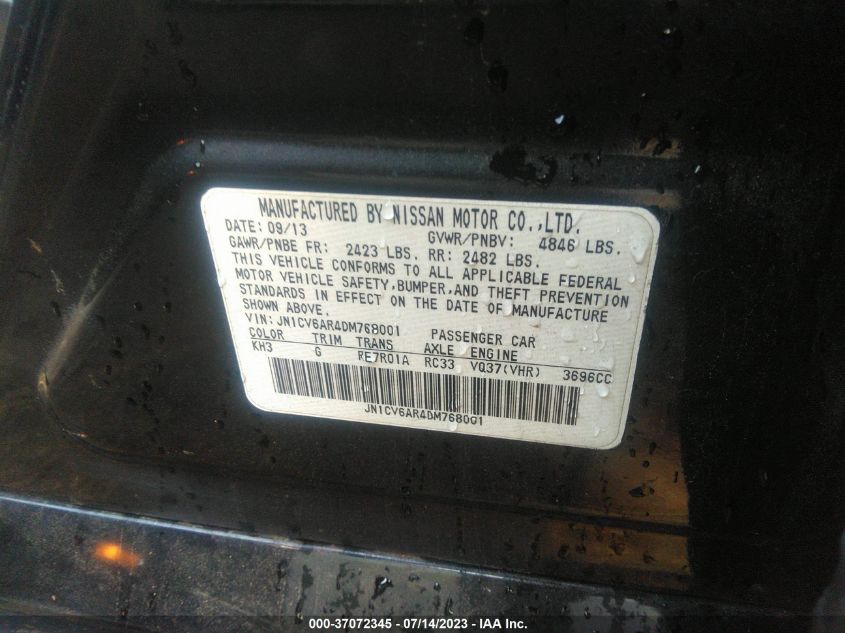 MANUFACTURED BY NISSAN MOTOR CO.,LTD.
DATE: 09/13 GVWR/PNBV: 4846 LBS.
GAWR/PNBE FR: 2423 LBS. RR: 2482 LBS.
THIS VEHICLE CONFORMS TO ALL APPLICABLE FEDERAL
MOTOR VEHICLE SAFETY,BUMPER,AND THEFT PREVENTION
STANDARDS IN EFFECT ON THE DATE OF MANUFACTURE
SHOWN ABOVE.
VIN: JN1CV6AR4DM768001 PASSENGER CAR
COLOR TRIM TRANS AXLE ENGINE
KH3 G RE7R01A RC33 VQ37(VHR) 3696CC
JN1CV6AR4DM768001
000-37072345 - 07/14/2023 - IAA Inc.